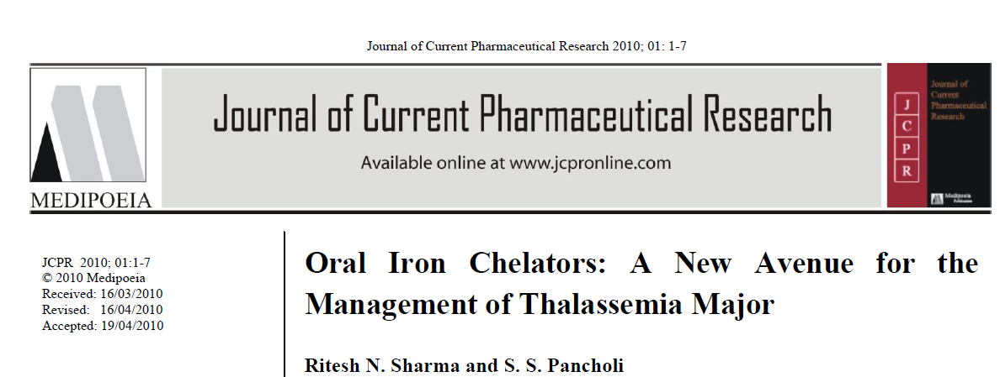 Journal of Current Pharmaceutical Research 2010; 01: 1-7
Journal of Current Pharmaceutical Research
Available online at www.jcpronline.com
MEDIPOEIA
J
C
P
R
Journal of
Current
Pharmaceutical
Research
Medipoeia
Publication
JCPR 2010; 01:1-7
© 2010 Medipoeia
Received: 16/03/2010
Revised: 16/04/2010
Accepted: 19/04/2010
Oral Iron Chelators: A New Avenue for the
Management of Thalassemia Major
Ritesh N. Sharma and S. S. Pancholi